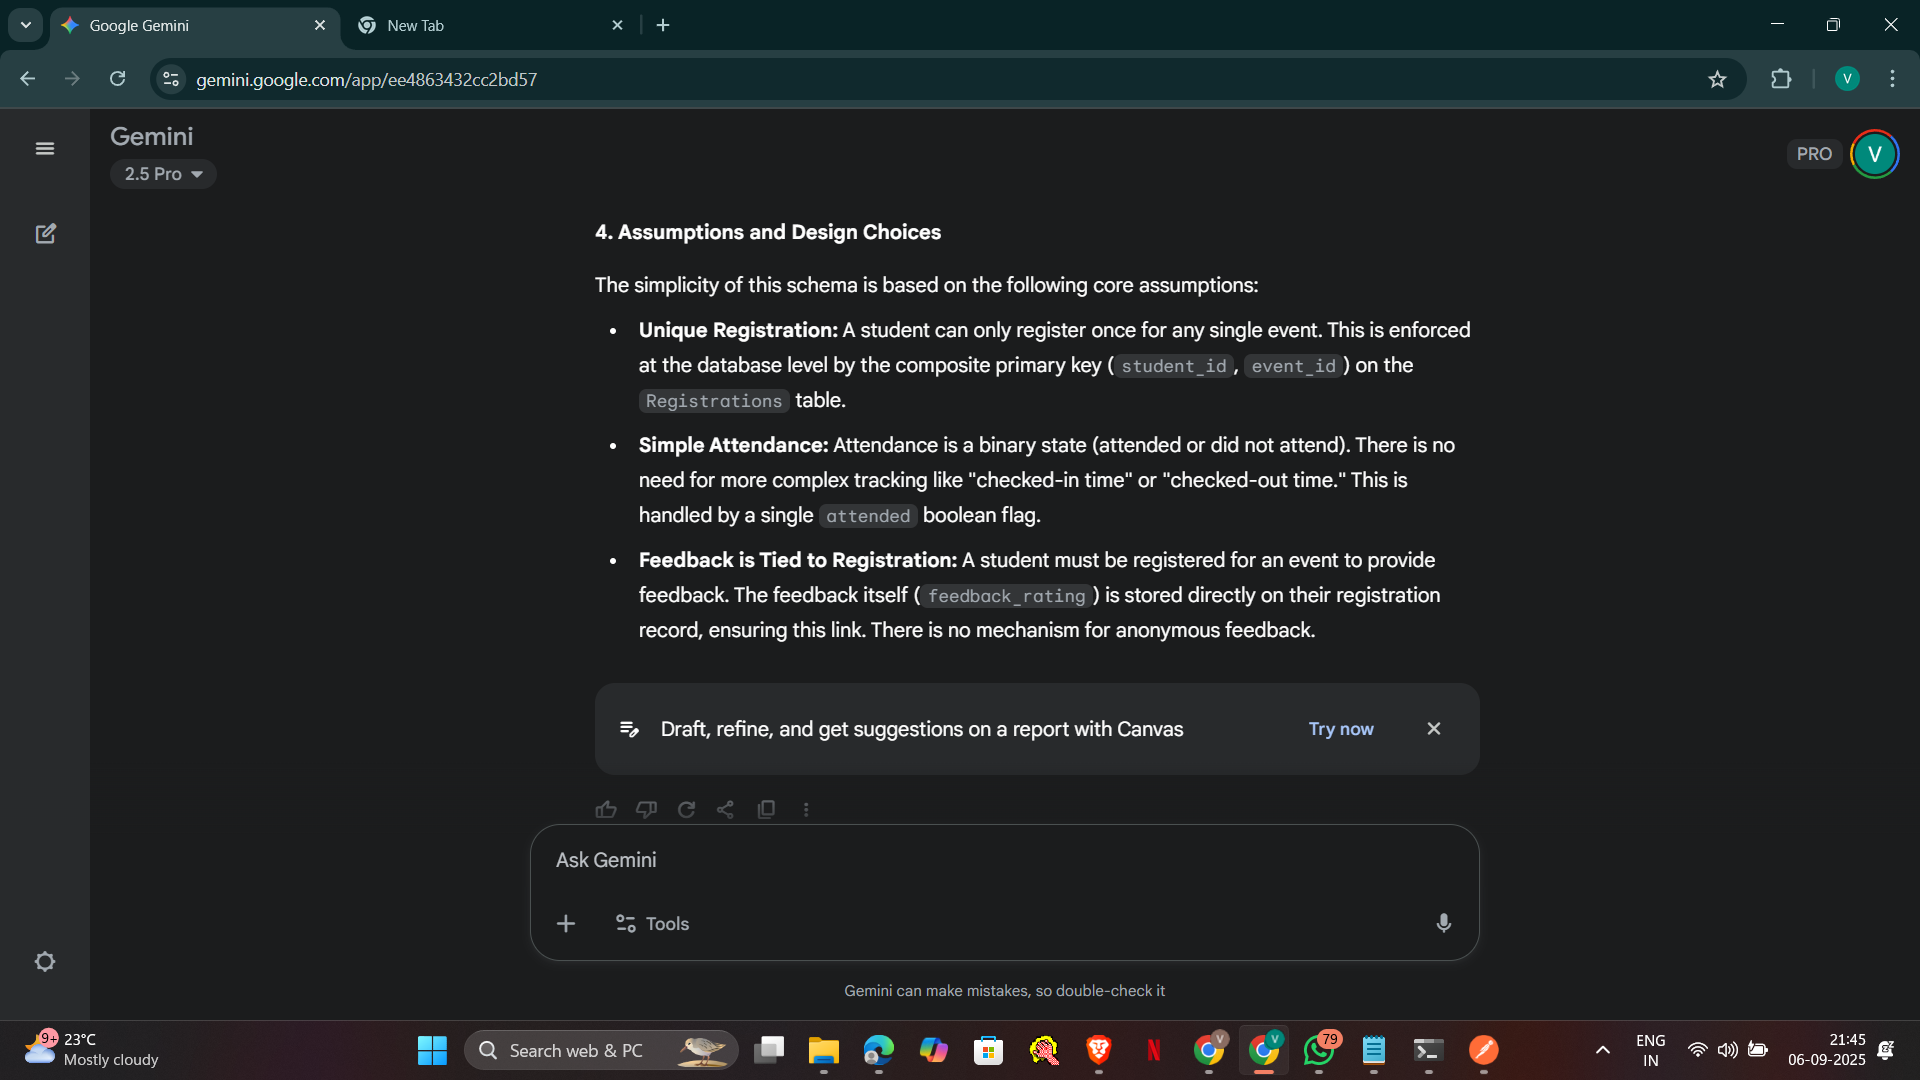 Google Gemini
New Tab
gemini.google.com/app/ee4863432cc2bd57
V
Gemini
2.5 Pro
PRO
V
4. Assumptions and Design Choices
The simplicity of this schema is based on the following core assumptions:
• Unique Registration: A student can only register once for any single event. This is enforced
at the database level by the composite primary key ( student_id , event_id ) on the
Registrations table.
• Simple Attendance: Attendance is a binary state (attended or did not attend). There is no
need for more complex tracking like "checked-in time" or "checked-out time." This is
handled by a single attended boolean flag.
• Feedback is Tied to Registration: A student must be registered for an event to provide
feedback. The feedback itself ( feedback_rating ) is stored directly on their registration
record, ensuring this link. There is no mechanism for anonymous feedback.
Draft, refine, and get suggestions on a report with Canvas
Try now
Ask Gemini
Tools
Gemini can make mistakes, so double-check it
9+
23°C
Mostly cloudy
Search web & PC
N
V
V
79
ENG
IN
21:45
06-09-2025